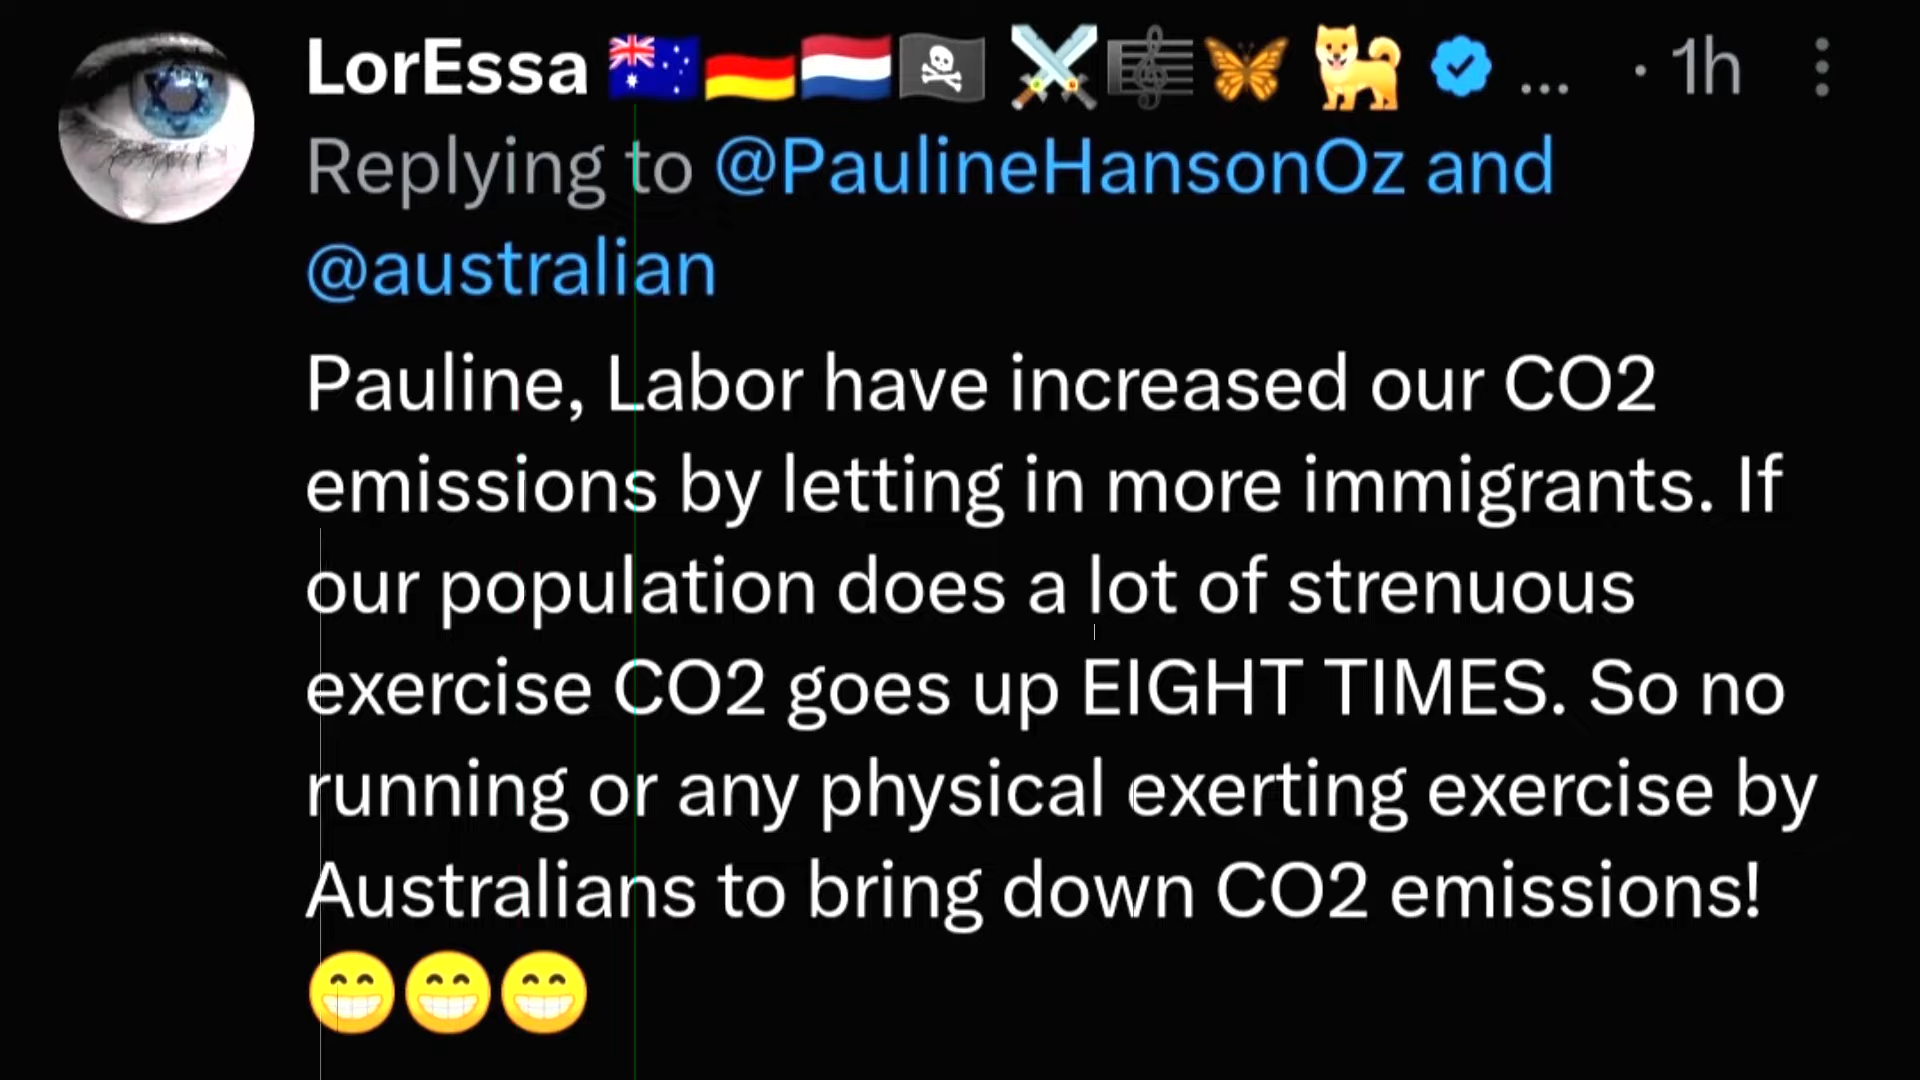 LorEssa 🇦🇺🇩🇪🇳🇱🏴‍☠️⚔️🎼🦋🐕 ... · 1h
Replying to @PaulineHansonOz and
@australian
Pauline, Labor have increased our CO2
emissions by letting in more immigrants. If
our population does a lot of strenuous
exercise CO2 goes up EIGHT TIMES. So no
running or any physical exerting exercise by
Australians to bring down CO2 emissions!
😁😁😁